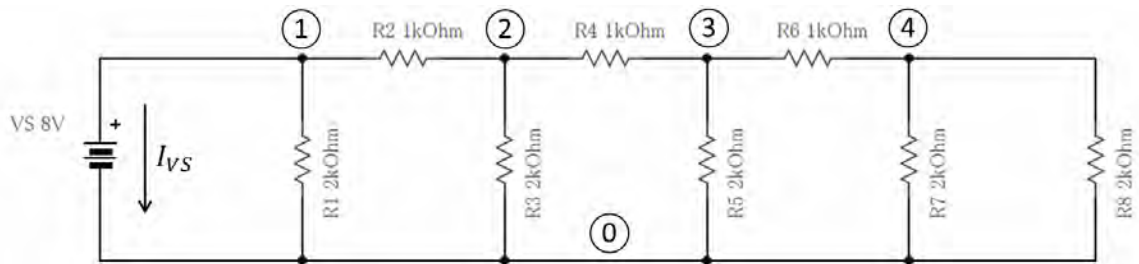 1
R2 1kOhm
2
R4 1kOhm
3
R6 1kOhm
4
VS 8V
+
I_VS
R1 2kOhm
R3 2kOhm
R5 2kOhm
R7 2kOhm
R8 2kOhm
0